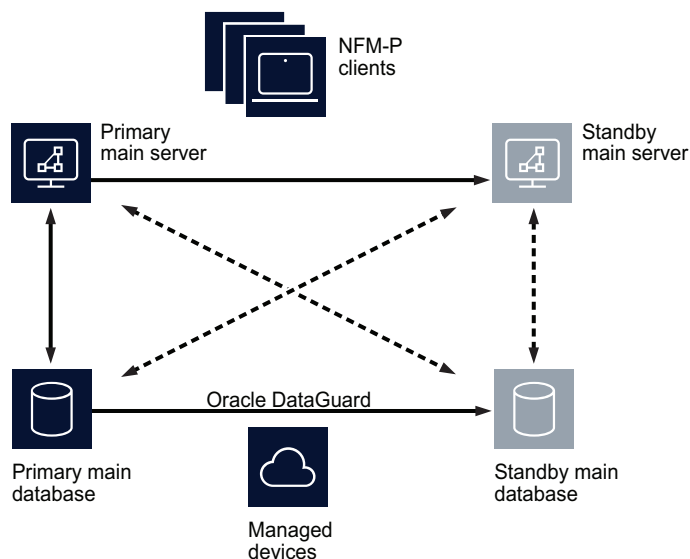 NFM-P
clients
Primary
main server
Standby
main server
Oracle DataGuard
Primary main
database
Standby main
database
Managed
devices